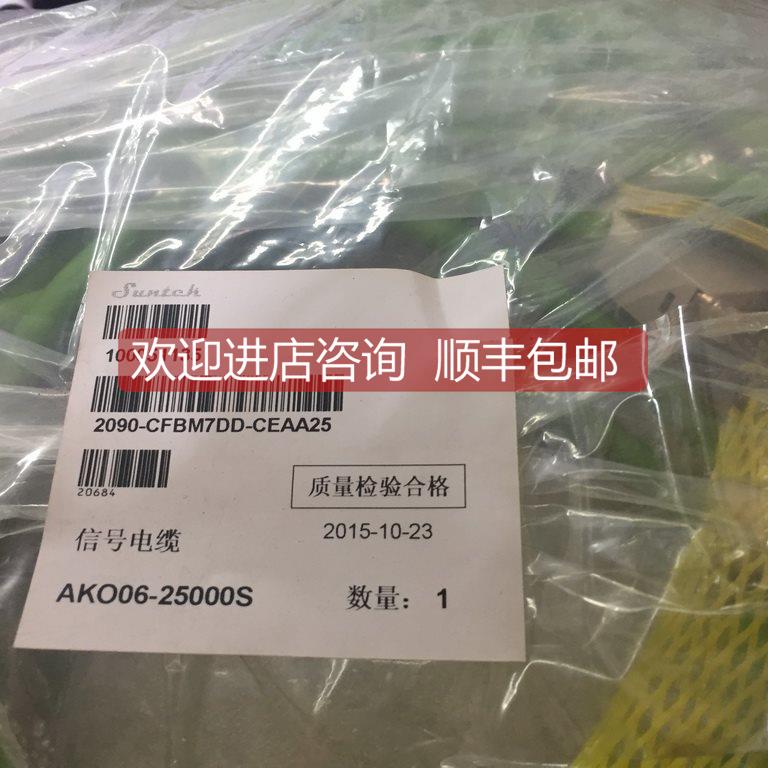 Suntek
欢迎进店咨询 顺丰包邮
2090-CFBM7DD-CEAA25
20684
质量检验合格
信号电缆
2015-10-23
AKO06-25000S
数量： 1